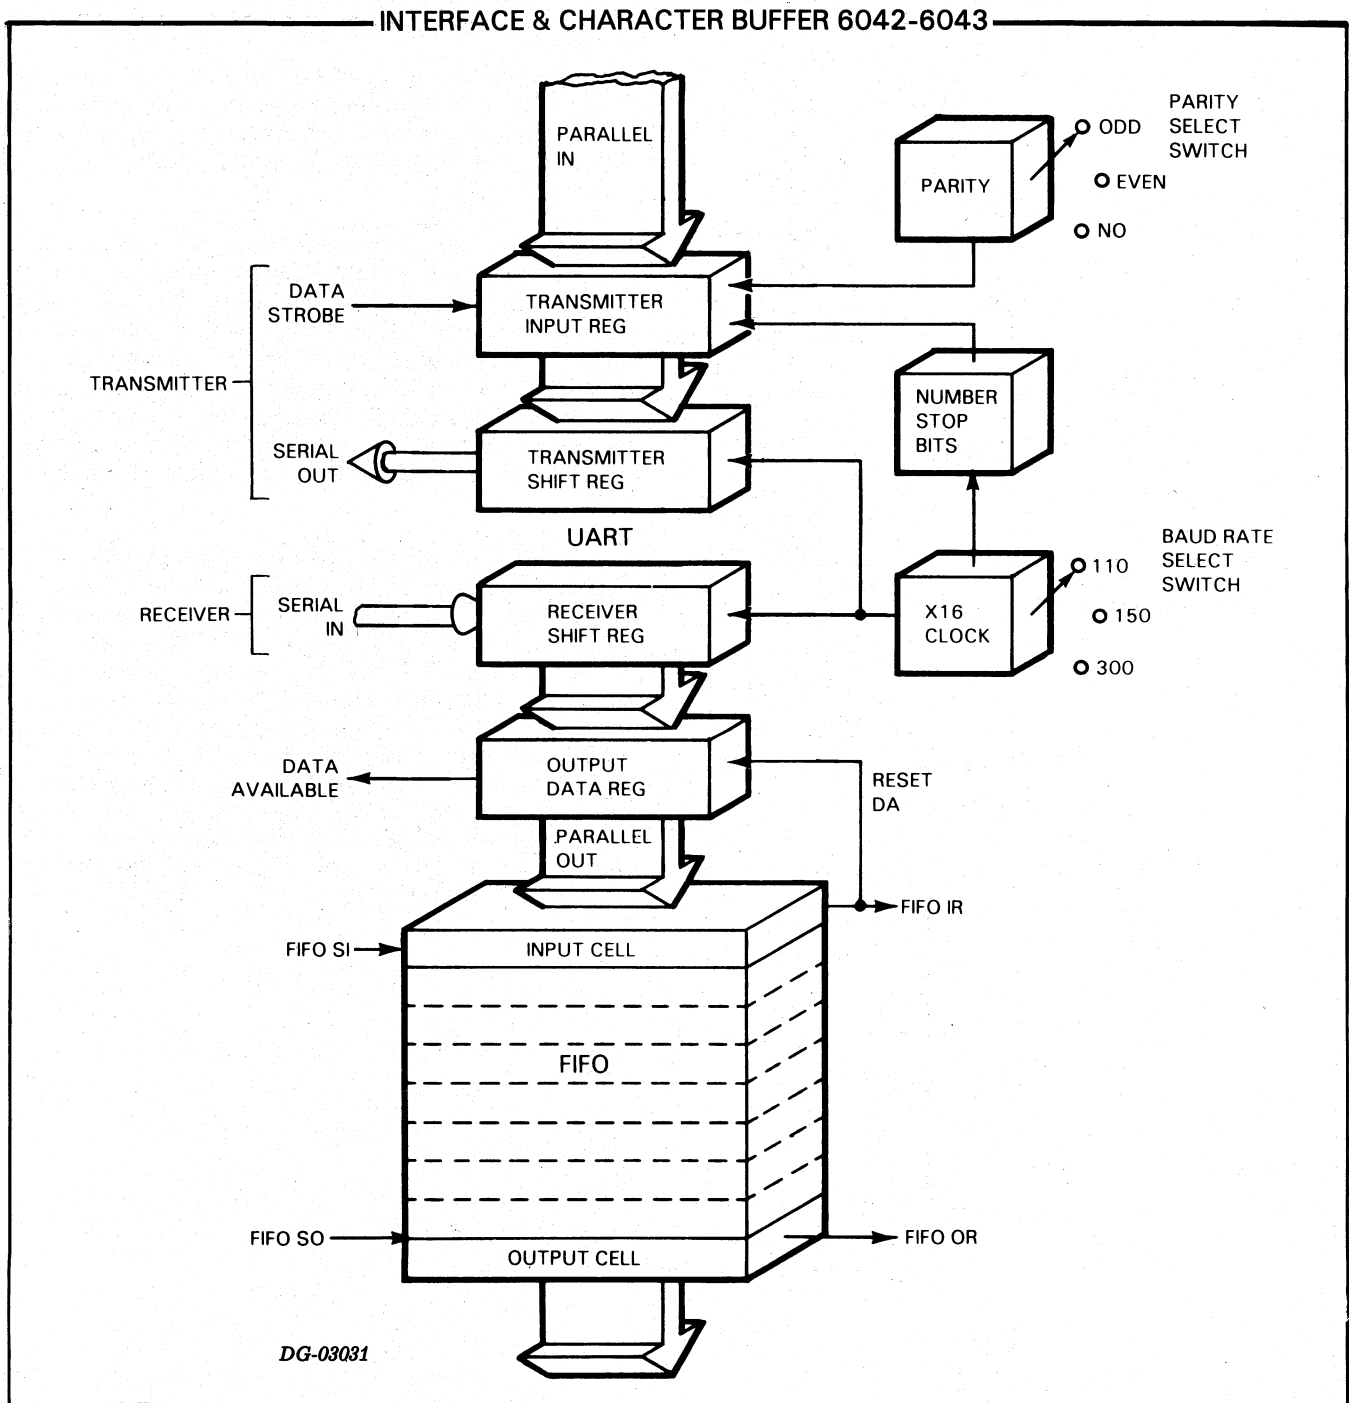 INTERFACE & CHARACTER BUFFER 6042-6043
PARALLEL
IN
PARITY
SELECT
SWITCH
ODD
EVEN
NO
PARITY
DATA
STROBE
TRANSMITTER
INPUT REG
TRANSMITTER
NUMBER
STOP
BITS
SERIAL
OUT
TRANSMITTER
SHIFT REG
UART
BAUD RATE
SELECT
SWITCH
110
150
300
X16
CLOCK
RECEIVER
SERIAL
IN
RECEIVER
SHIFT REG
DATA
AVAILABLE
OUTPUT
DATA REG
RESET
DA
PARALLEL
OUT
FIFO IR
FIFO SI
INPUT CELL
FIFO
FIFO SO
OUTPUT CELL
FIFO OR
DG-03031